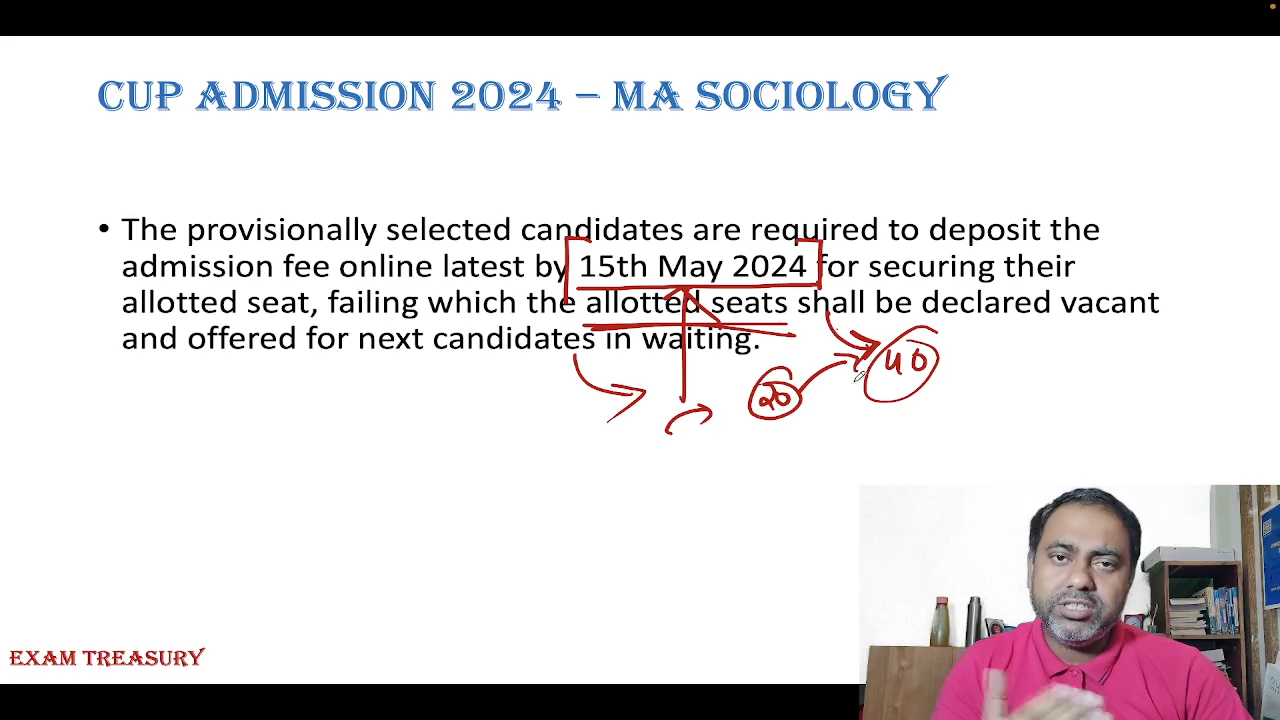 CUP ADMISSION 2024 – MA SOCIOLOGY
• The provisionally selected candidates are required to deposit the
admission fee online latest by 15th May 2024 for securing their
allotted seat, failing which the allotted seats shall be declared vacant
and offered for next candidates in waiting.
40
20
EXAM TREASURY